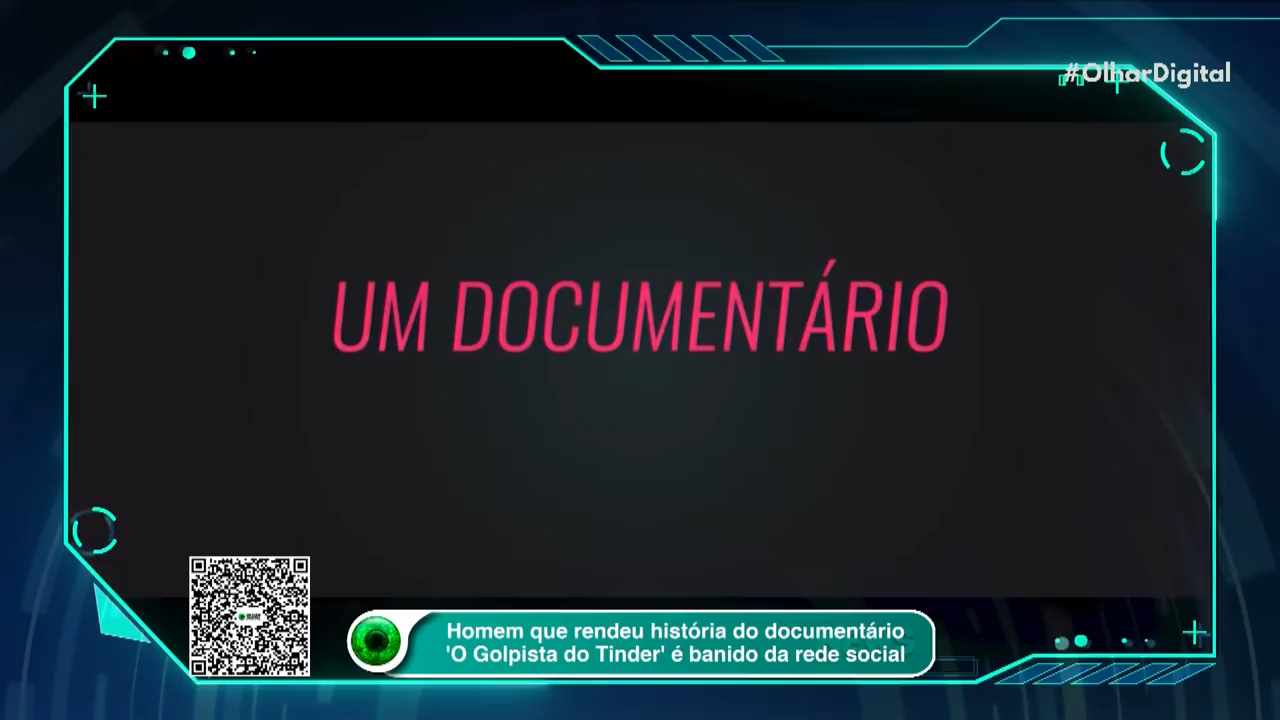 #OlharDigital
UM DOCUMENTÁRIO
Homem que rendeu história do documentário
'O Golpista do Tinder' é banido da rede social